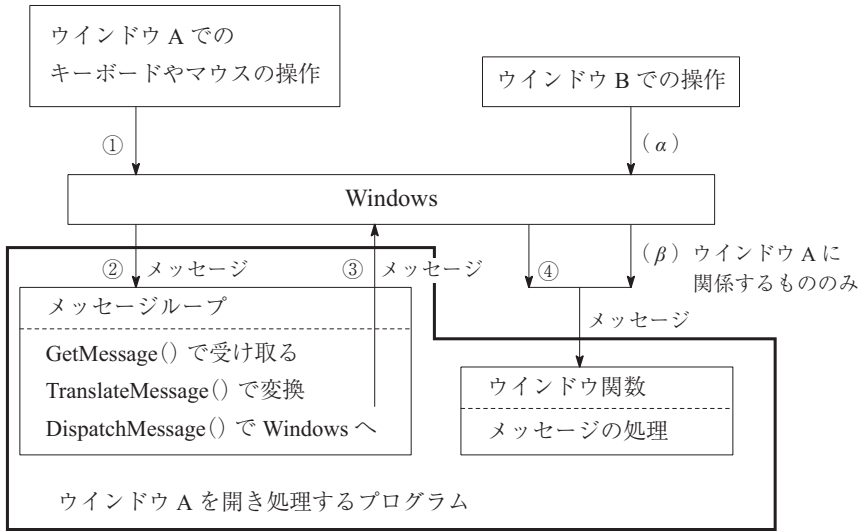 ウインドウ A での
キーボードやマウスの操作
ウインドウ B での操作
①
(α)
Windows
② メッセージ
③ メッセージ
④
(β) ウインドウ A に
関係するもののみ
メッセージループ
メッセージ
GetMessage() で受け取る
TranslateMessage() で変換
DispatchMessage() で Windows へ
ウインドウ関数
メッセージの処理
ウインドウ A を開き処理するプログラム